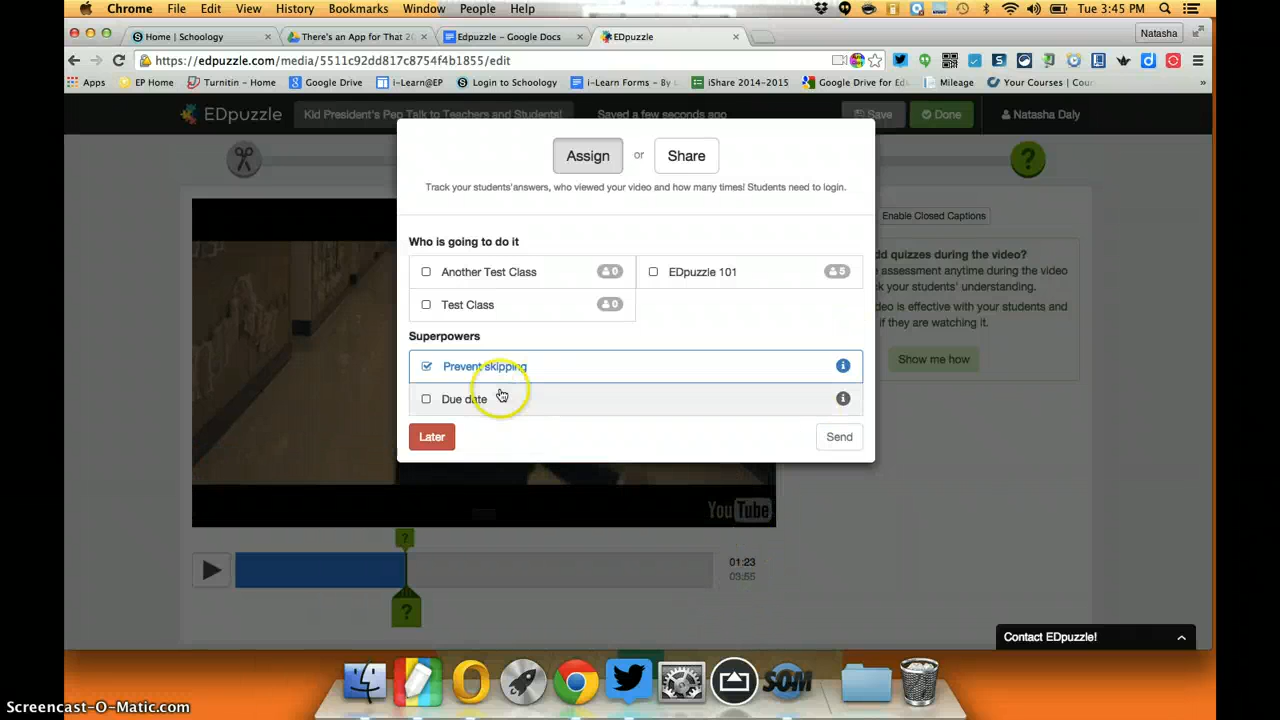 Chrome File Edit View History Bookmarks Window People Help Tue 3:45 PM
Home | Schoology There's an App for That 20 Edpuzzle – Google Docs EDpuzzle Natasha
https://edpuzzle.com/media/5511c92dd817c8754f4b1855/edit
Apps EP Home Turnitin – Home Google Drive i-Learn@EP Login to Schoology i-Learn Forms – By L iShare 2014-2015 Google Drive for Ed Mileage Your Courses | Cour »
EDpuzzle Kid President's Pep Talk to Teachers and Students! Saved a few seconds ago Save Done Natasha Daly
Assign or Share
?
Track your students'answers, who viewed your video and how many times! Students need to login.
Enable Closed Captions
Who is going to do it
dd quizzes during the video?
Another Test Class 0 EDpuzzle 101 5
assessment anytime during the video
k your students' understanding.
Test Class 0
ideo is effective with your students and
if they are watching it.
Superpowers
Show me how
Prevent skipping i
Due date i
Later Send
YouTube
?
01:23
03:55
?
Contact EDpuzzle!
SOM
Screencast-O-Matic.com